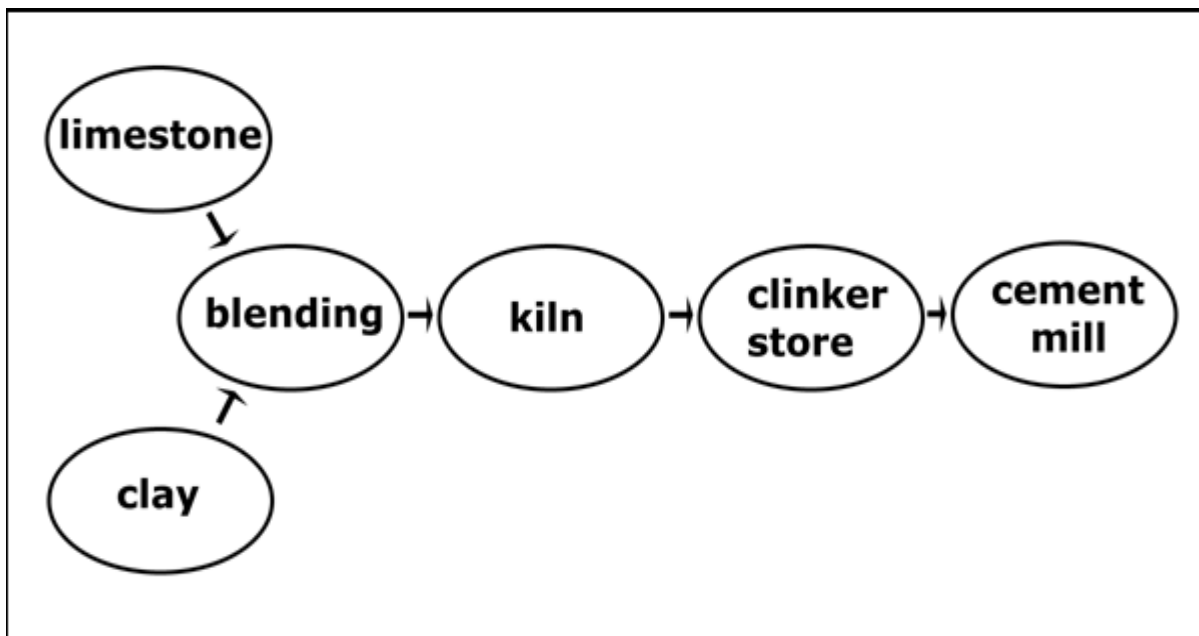 limestone
blending
kiln
clinker
store
cement
mill
clay